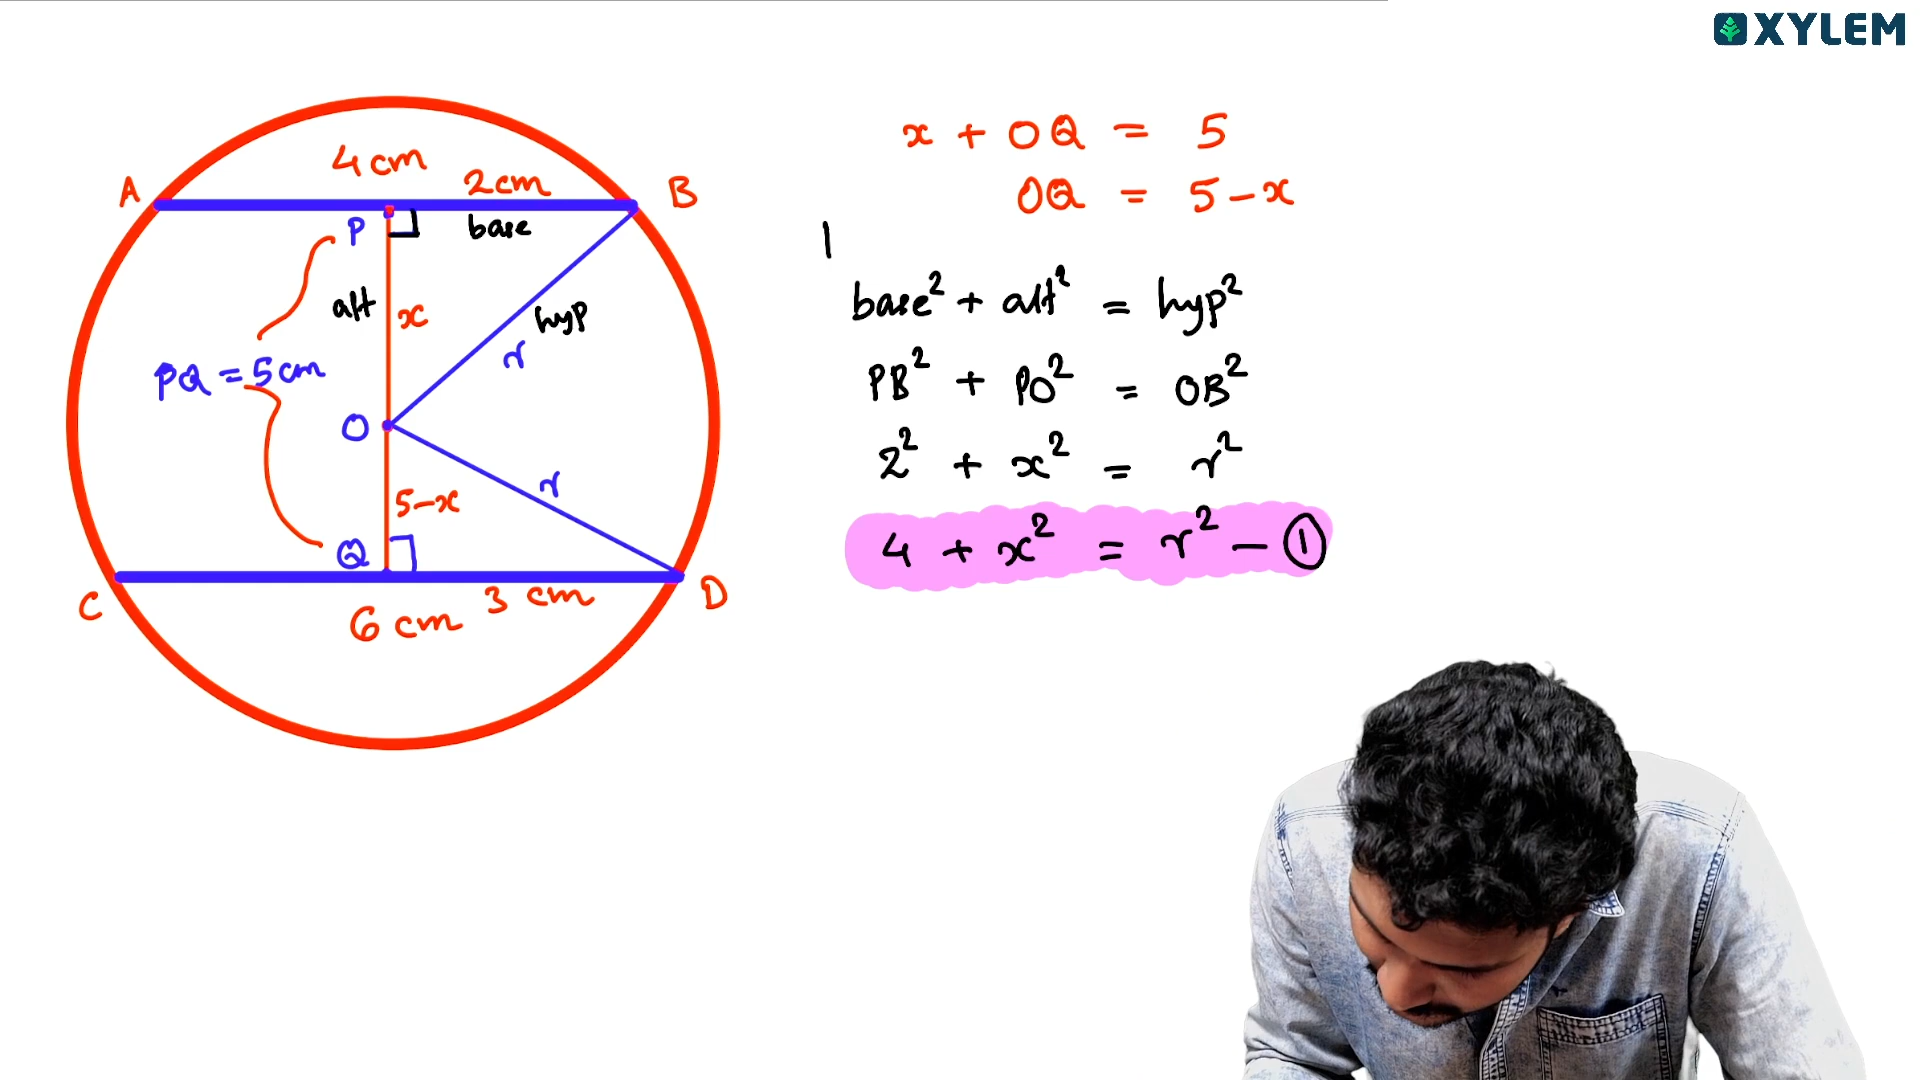 XYLEM
4 cm
A
2cm
B
P
base
alt
x
hyp
r
PQ = 5cm
O
r
5-x
Q
C
3 cm
D
6 cm
x + OQ = 5
OQ = 5-x
base² + alt² = hyp²
PB² + PO² = OB²
2² + x² = r²
4 + x² = r² - ①